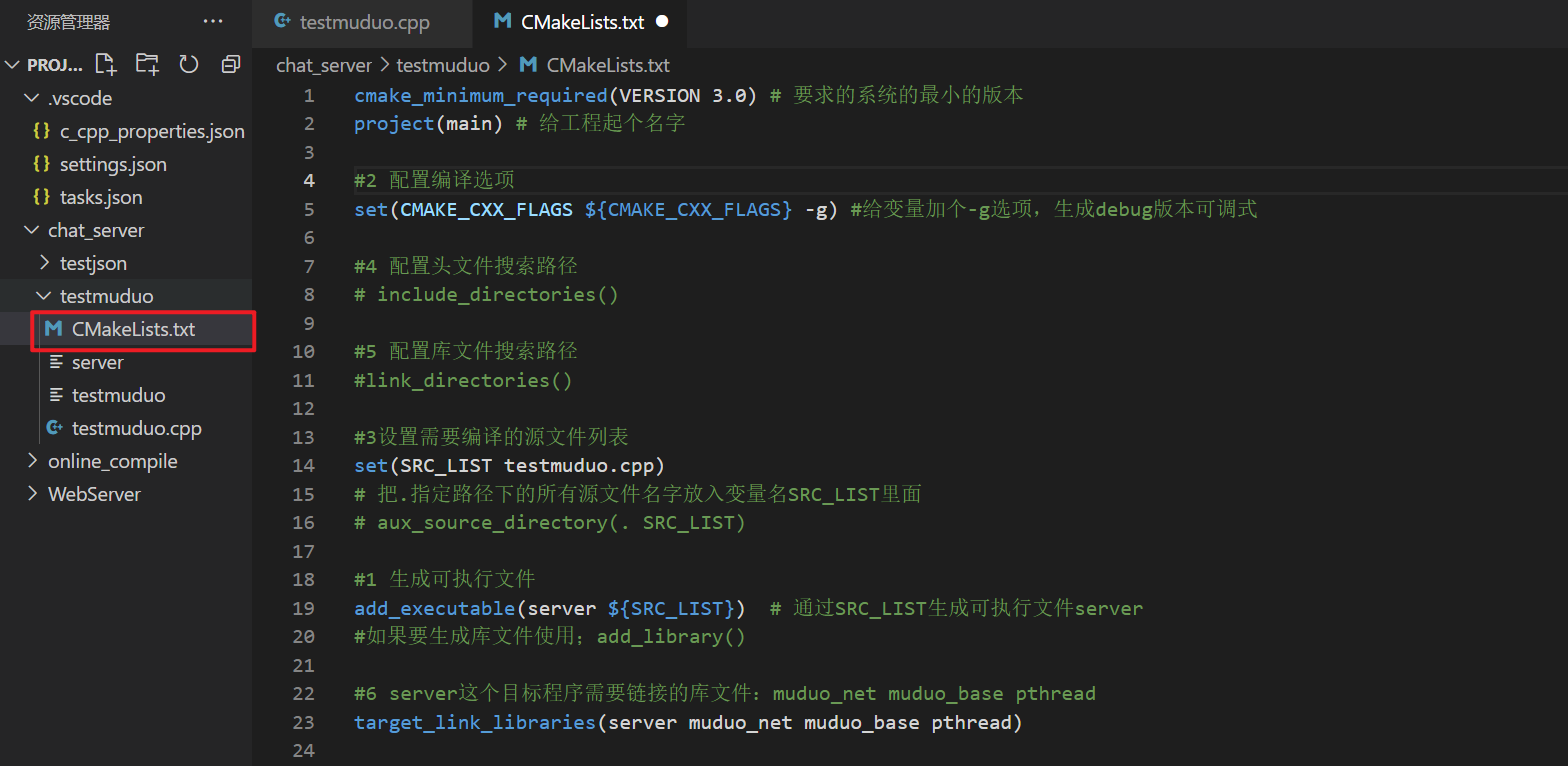 资源管理器 ···
PROJ...
.vscode
{} c_cpp_properties.json
{} settings.json
{} tasks.json
chat_server
testjson
testmuduo
CMakeLists.txt
server
testmuduo
testmuduo.cpp
online_compile
WebServer
testmuduo.cpp CMakeLists.txt ●
chat_server > testmuduo > CMakeLists.txt
1 cmake_minimum_required(VERSION 3.0) # 要求的系统的最小的版本
2 project(main) # 给工程起个名字
3
4 #2 配置编译选项
5 set(CMAKE_CXX_FLAGS ${CMAKE_CXX_FLAGS} -g) #给变量加个-g选项，生成debug版本可调式
6
7 #4 配置头文件搜索路径
8 # include_directories()
9
10 #5 配置库文件搜索路径
11 #link_directories()
12
13 #3设置需要编译的源文件列表
14 set(SRC_LIST testmuduo.cpp)
15 # 把.指定路径下的所有源文件名字放入变量名SRC_LIST里面
16 # aux_source_directory(. SRC_LIST)
17
18 #1 生成可执行文件
19 add_executable(server ${SRC_LIST}) # 通过SRC_LIST生成可执行文件server
20 #如果要生成库文件使用；add_library()
21
22 #6 server这个目标程序需要链接的库文件：muduo_net muduo_base pthread
23 target_link_libraries(server muduo_net muduo_base pthread)
24